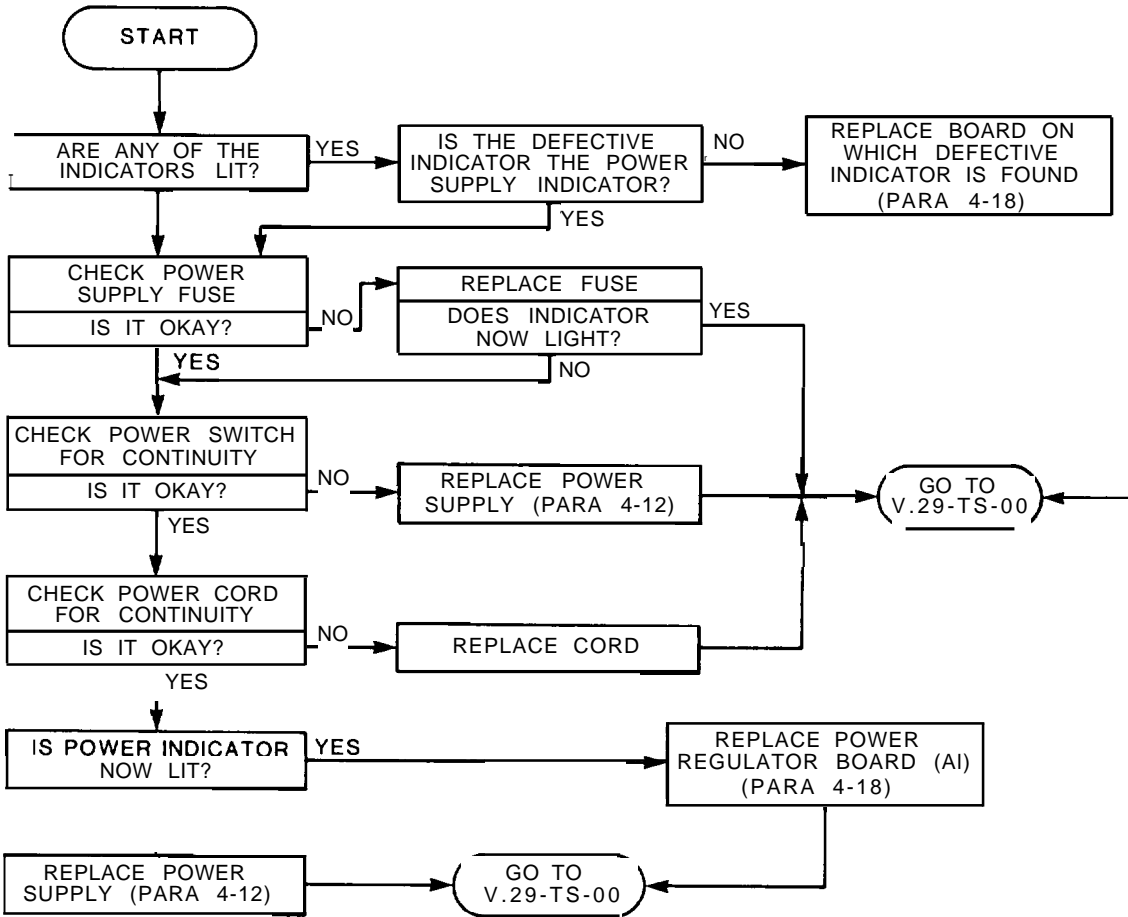 START
ARE ANY OF THE
INDICATORS LIT?
YES
IS THE DEFECTIVE
INDICATOR THE POWER
SUPPLY INDICATOR?
NO
REPLACE BOARD ON
WHICH DEFECTIVE
INDICATOR IS FOUND
(PARA 4-18)
YES
CHECK POWER
SUPPLY FUSE
IS IT OKAY?
NO
REPLACE FUSE
DOES INDICATOR
NOW LIGHT?
YES
YES
NO
CHECK POWER SWITCH
FOR CONTINUITY
IS IT OKAY?
NO
REPLACE POWER
SUPPLY (PARA 4-12)
GO TO
V.29-TS-00
YES
CHECK POWER CORD
FOR CONTINUITY
IS IT OKAY?
NO
REPLACE CORD
YES
IS POWER INDICATOR
NOW LIT?
YES
REPLACE POWER
REGULATOR BOARD (AI)
(PARA 4-18)
REPLACE POWER
SUPPLY (PARA 4-12)
GO TO
V.29-TS-00